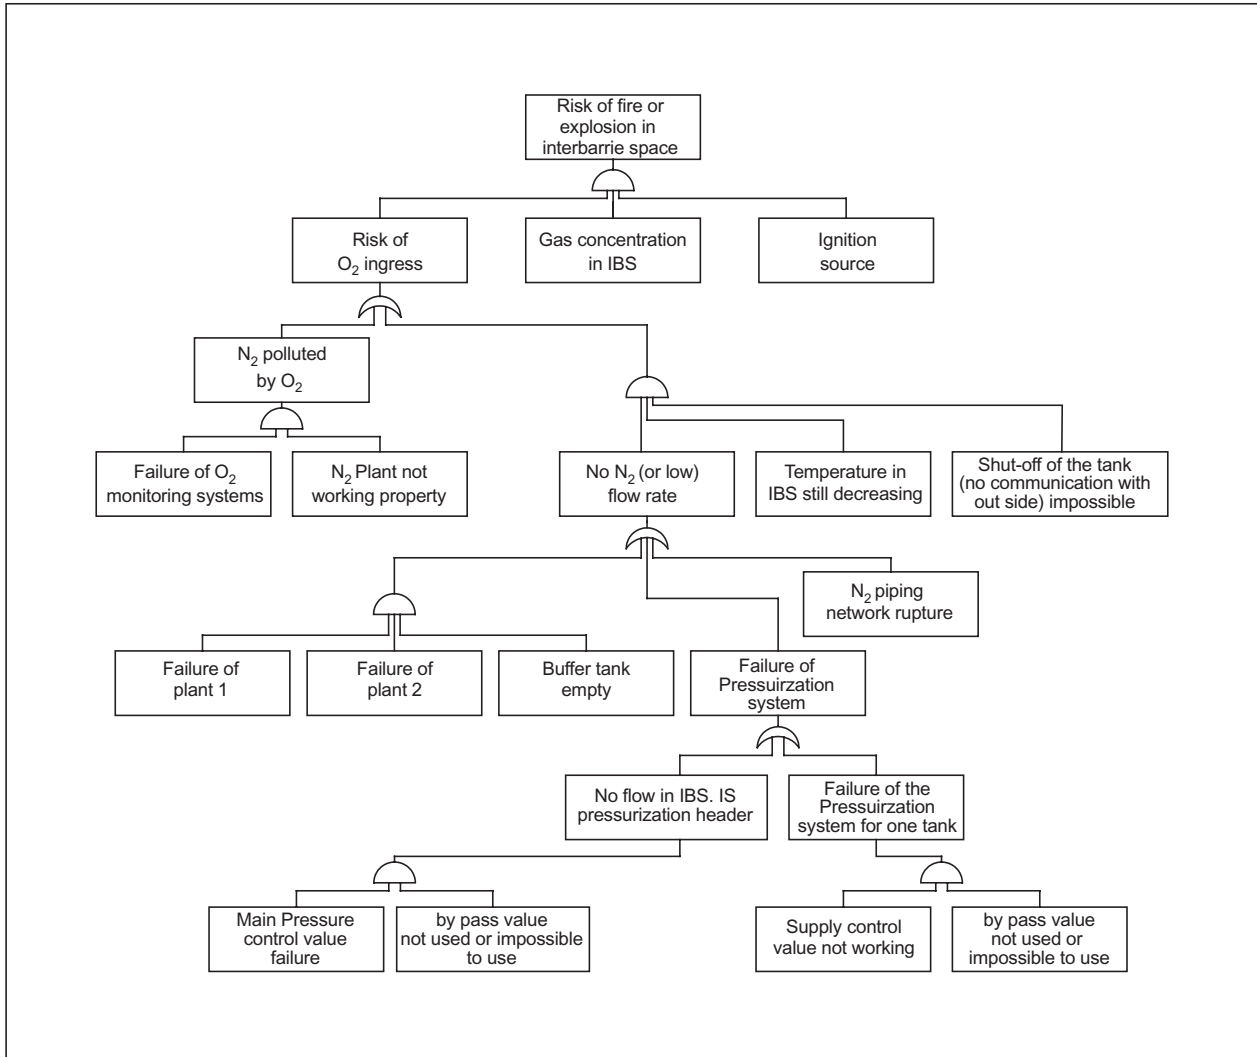 Risk of fire or
explosion in
interbarrie space
Risk of
O₂ ingress
Gas concentration
in IBS
Ignition
source
N₂ polluted
by O₂
Failure of O₂
monitoring systems
N₂ Plant not
working property
No N₂ (or low)
flow rate
Temperature in
IBS still decreasing
Shut-off of the tank
(no communication with
out side) impossible
N₂ piping
network rupture
Failure of
plant 1
Failure of
plant 2
Buffer tank
empty
Failure of
Pressuirzation
system
No flow in IBS. IS
pressurization header
Failure of the
Pressuirzation
system for one tank
Main Pressure
control value
failure
by pass value
not used or impossible
to use
Supply control
value not working
by pass value
not used or
impossible to use